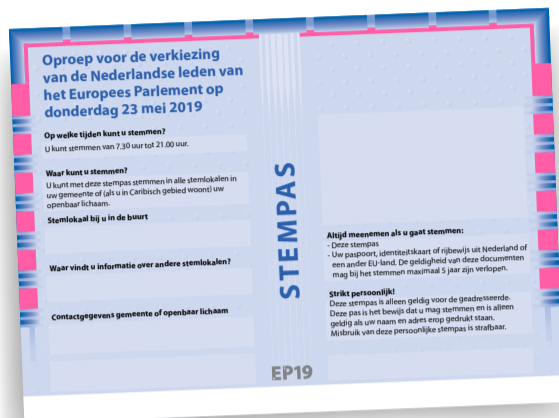 Oproep voor de verkiezing
van de Nederlandse leden van
het Europees Parlement op
donderdag 23 mei 2019
Op welke tijden kunt u stemmen?
U kunt stemmen van 7.30 uur tot 21.00 uur.
Waar kunt u stemmen?
U kunt met deze stempas stemmen in alle stemlokalen in
uw gemeente of (als u in Caribisch gebied woont) uw
openbaar lichaam.
Stemlokaal bij u in de buurt
Waar vindt u informatie over andere stemlokalen?
Contactgegevens gemeente of openbaar lichaam
STEMPAS
EP19
Altijd meenemen als u gaat stemmen:
- Deze stempas
- Uw paspoort, identiteitskaart of rijbewijs uit Nederland of
een ander EU-land. De geldigheid van deze documenten
mag bij het stemmen maximaal 5 jaar zijn verlopen.
Strikt persoonlijk!
Deze stempas is alleen geldig voor de geadresseerde.
Deze pas is het bewijs dat u mag stemmen en is alleen
geldig als uw naam en adres erop gedrukt staan.
Misbruik van deze persoonlijke stempas is strafbaar.